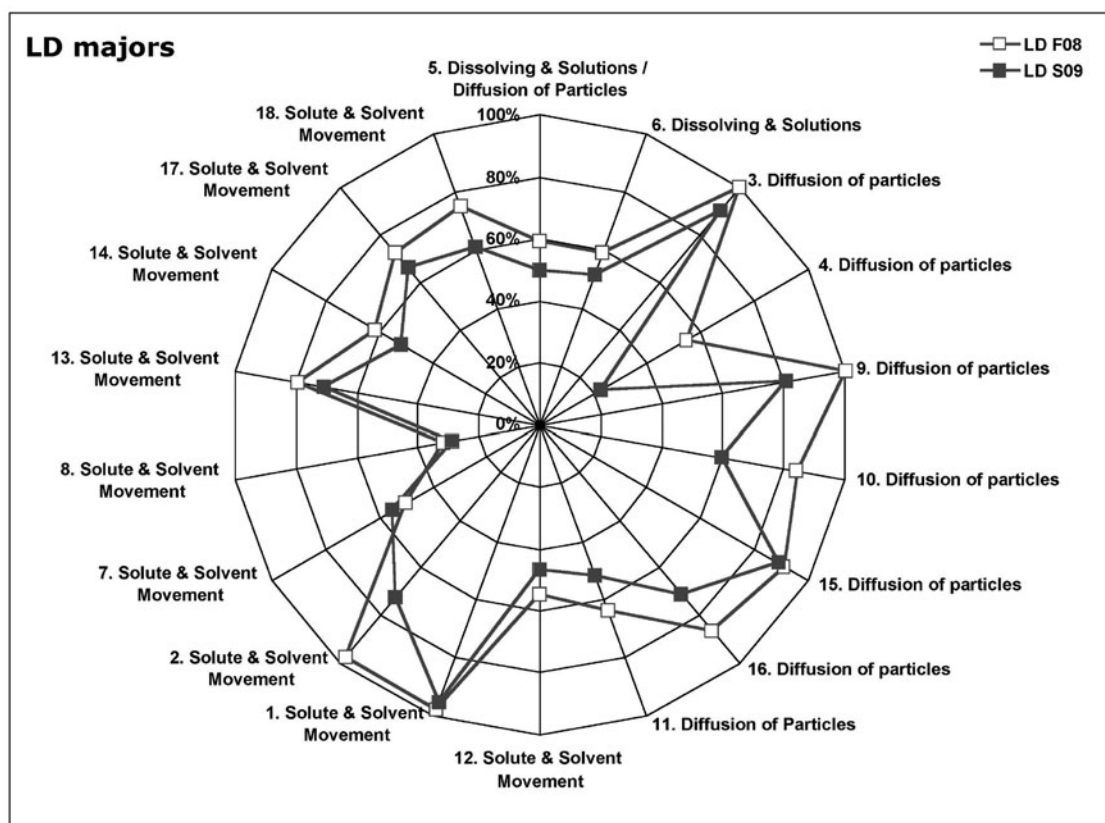 LD majors
LD F08
LD S09
5. Dissolving & Solutions /
Diffusion of Particles
6. Dissolving & Solutions
3. Diffusion of particles
4. Diffusion of particles
9. Diffusion of particles
10. Diffusion of particles
15. Diffusion of particles
16. Diffusion of particles
11. Diffusion of Particles
12. Solute & Solvent
Movement
1. Solute & Solvent
Movement
2. Solute & Solvent
Movement
7. Solute & Solvent
Movement
8. Solute & Solvent
Movement
13. Solute & Solvent
Movement
14. Solute & Solvent
Movement
17. Solute & Solvent
Movement
18. Solute & Solvent
Movement
100%
80%
60%
40%
20%
0%